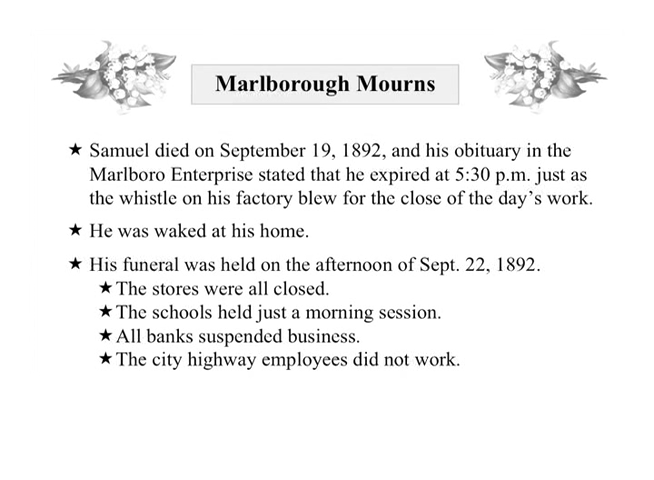 Marlborough Mourns
★ Samuel died on September 19, 1892, and his obituary in the
Marlboro Enterprise stated that he expired at 5:30 p.m. just as
the whistle on his factory blew for the close of the day’s work.
★ He was waked at his home.
★ His funeral was held on the afternoon of Sept. 22, 1892.
★ The stores were all closed.
★ The schools held just a morning session.
★ All banks suspended business.
★ The city highway employees did not work.